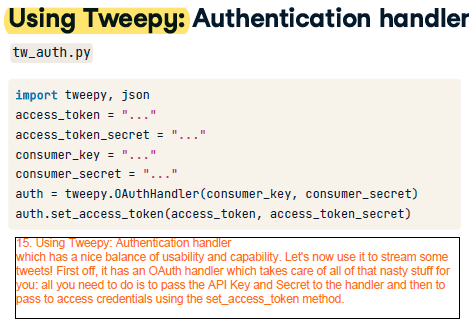 Using Tweepy: Authentication handler
tw_auth.py
import tweepy, json
access_token = "..."
access_token_secret = "..."
consumer_key = "..."
consumer_secret = "..."
auth = tweepy.OAuthHandler(consumer_key, consumer_secret)
auth.set_access_token(access_token, access_token_secret)
15. Using Tweepy: Authentication handler
which has a nice balance of usability and capability. Let's now use it to stream some
tweets! First off, it has an OAuth handler which takes care of all of that nasty stuff for
you: all you need to do is to pass the API Key and Secret to the handler and then to
pass to access credentials using the set_access_token method.